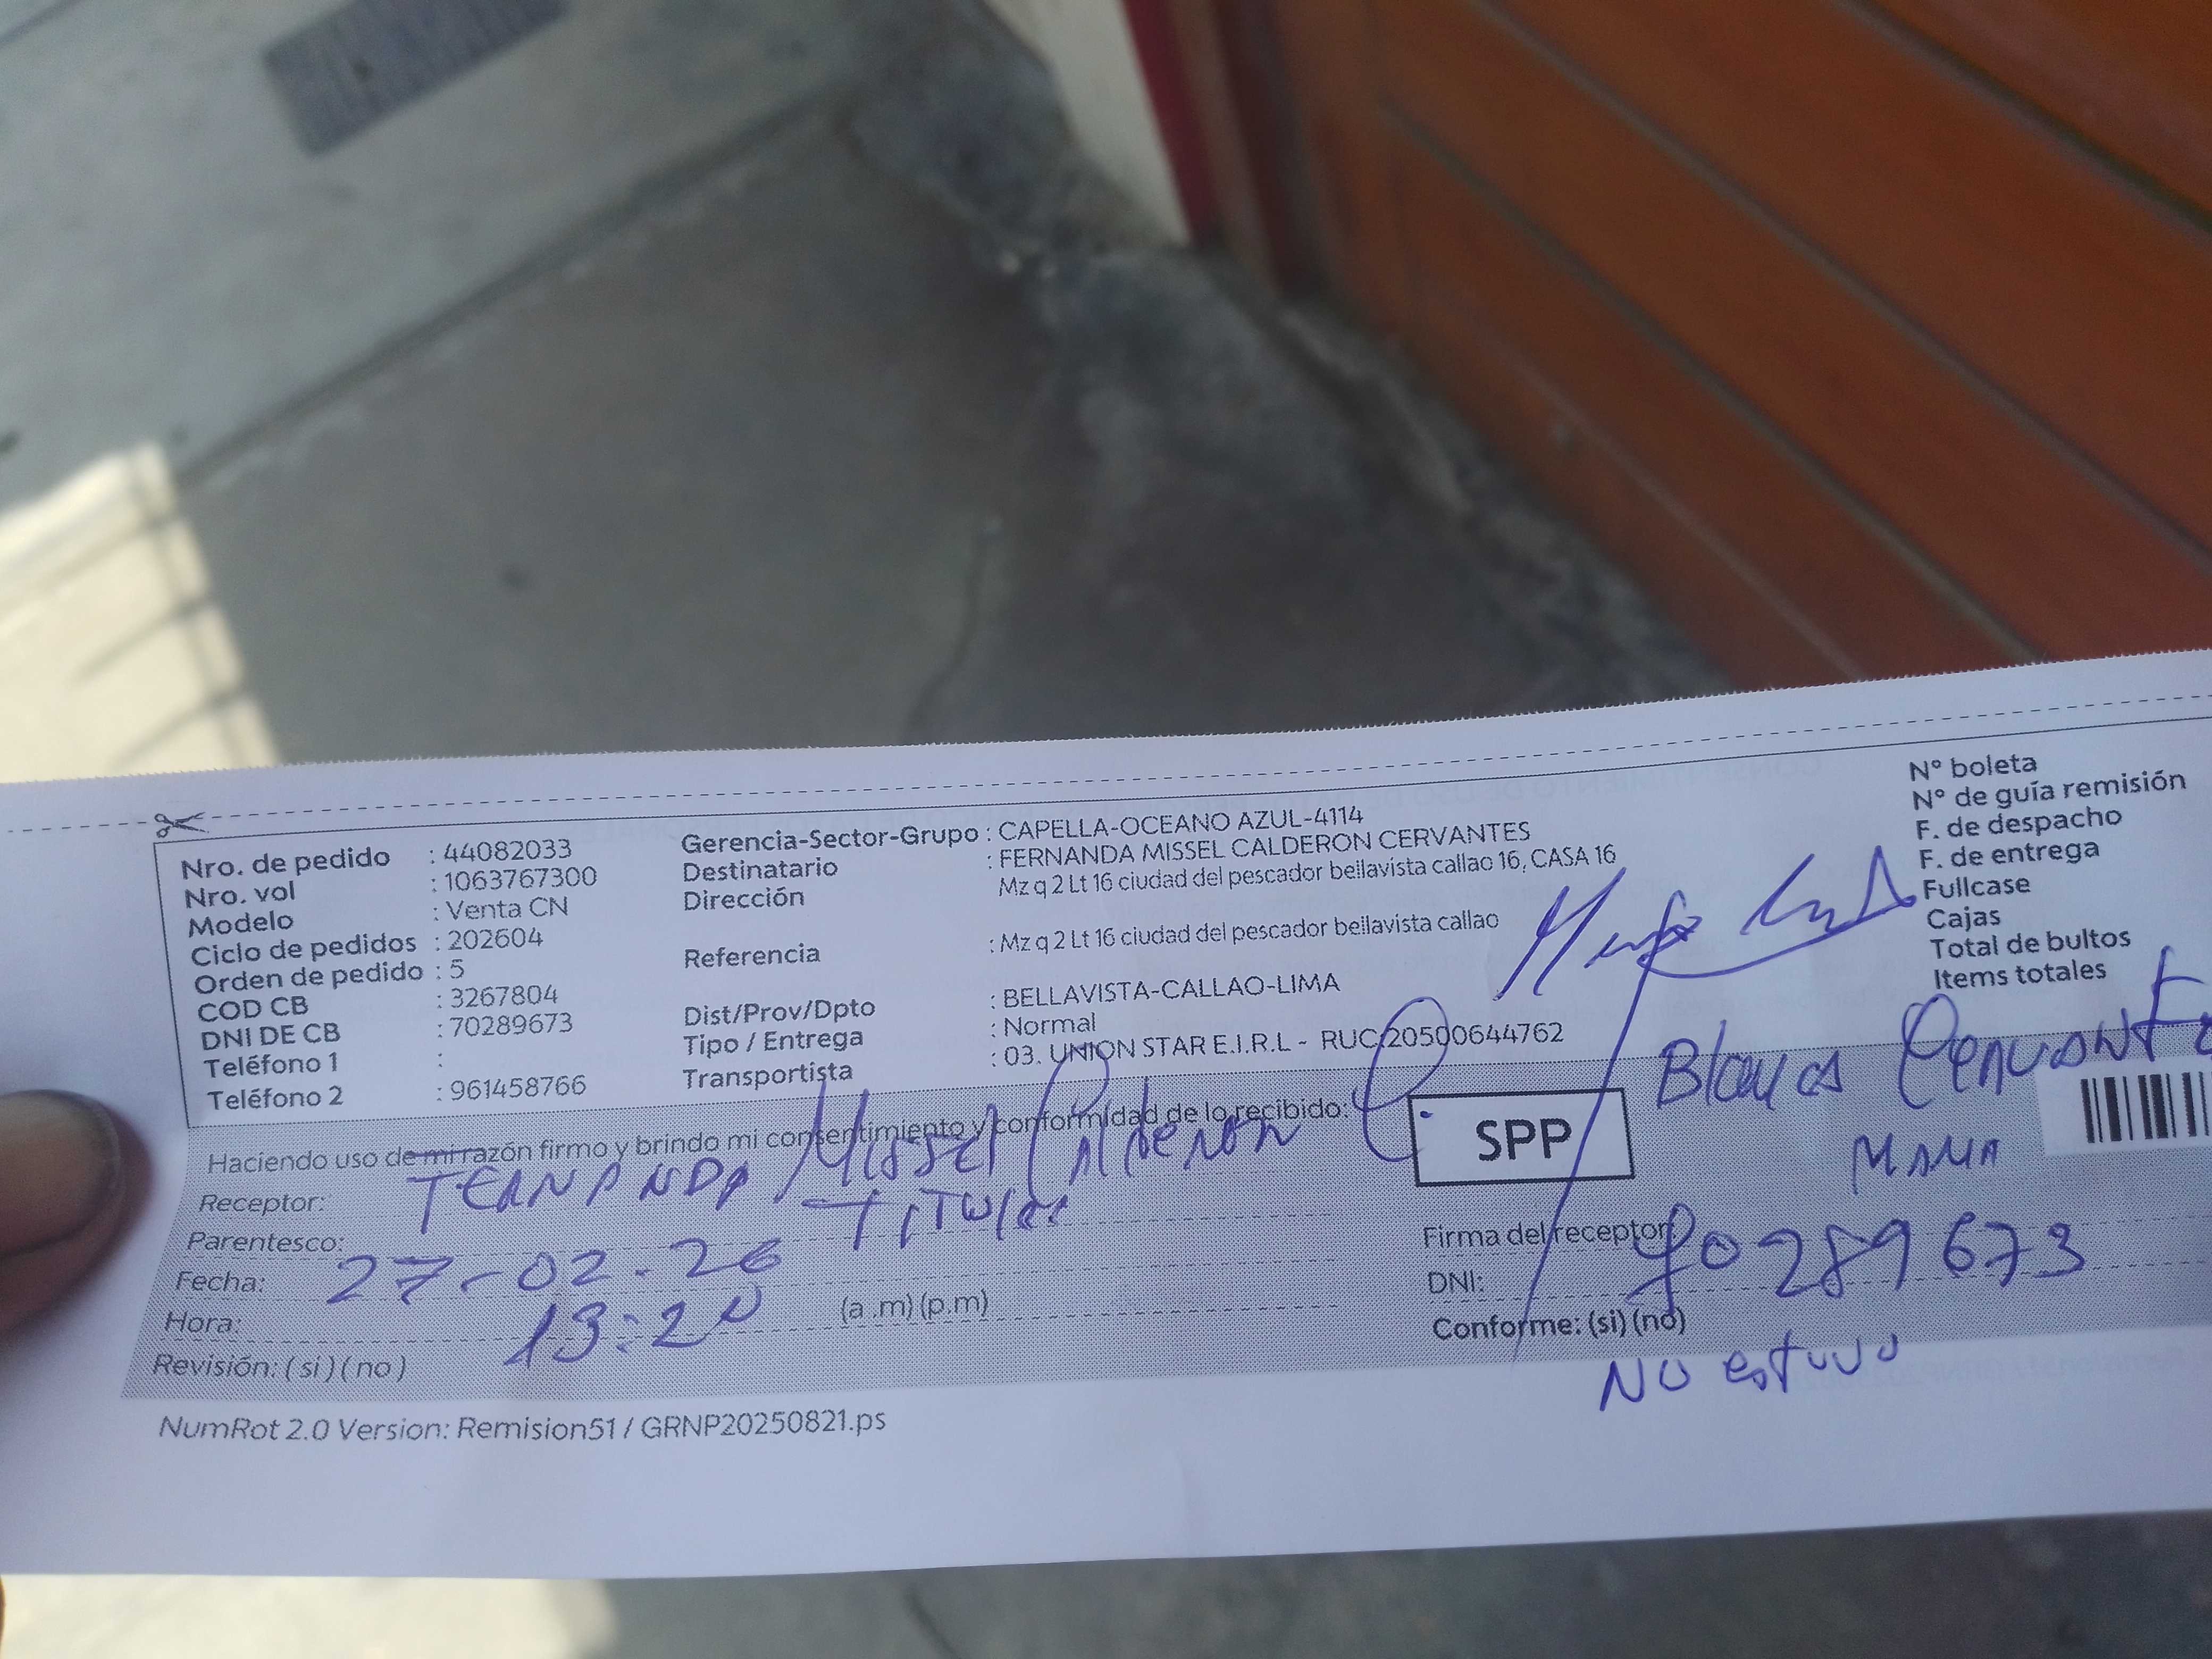 Nro. de pedido : 44082033
Nro. vol : 1063767300
Modelo : Venta CN
Ciclo de pedidos : 202604
Orden de pedido : 5
COD CB : 3267804
DNI DE CB : 70289673
Teléfono 1 :
Teléfono 2 : 961458766
Gerencia-Sector-Grupo : CAPELLA-OCEANO AZUL-4114
Destinatario : FERNANDA MISSEL CALDERON CERVANTES
Dirección Mz q 2 Lt 16 ciudad del pescador bellavista callao 16, CASA 16
Referencia : Mz q 2 Lt 16 ciudad del pescador bellavista callao
Dist/Prov/Dpto : BELLAVISTA-CALLAO-LIMA
Tipo / Entrega : Normal
Transportista : 03. UNION STAR E.I.R.L - RUC:20500644762
N° boleta
N° de guía remisión
F. de despacho
F. de entrega
Fullcase
Cajas
Total de bultos
Items totales
Haciendo uso de mi razón firmo y brindo mi consentimiento y conformidad de lo recibido:
Receptor: FERNANDA Missel Calderon C.
Parentesco: Titular
Fecha: 27-02-26
Hora: 13:20 (a .m) (p.m)
Revisión: ( si ) ( no )
SPP
Blanca Cervantes
MAMA
Firma del receptor
DNI: 70289673
Conforme: (si) (no)
NO estuvo
NumRot 2.0 Version: Remision51 / GRNP20250821.ps